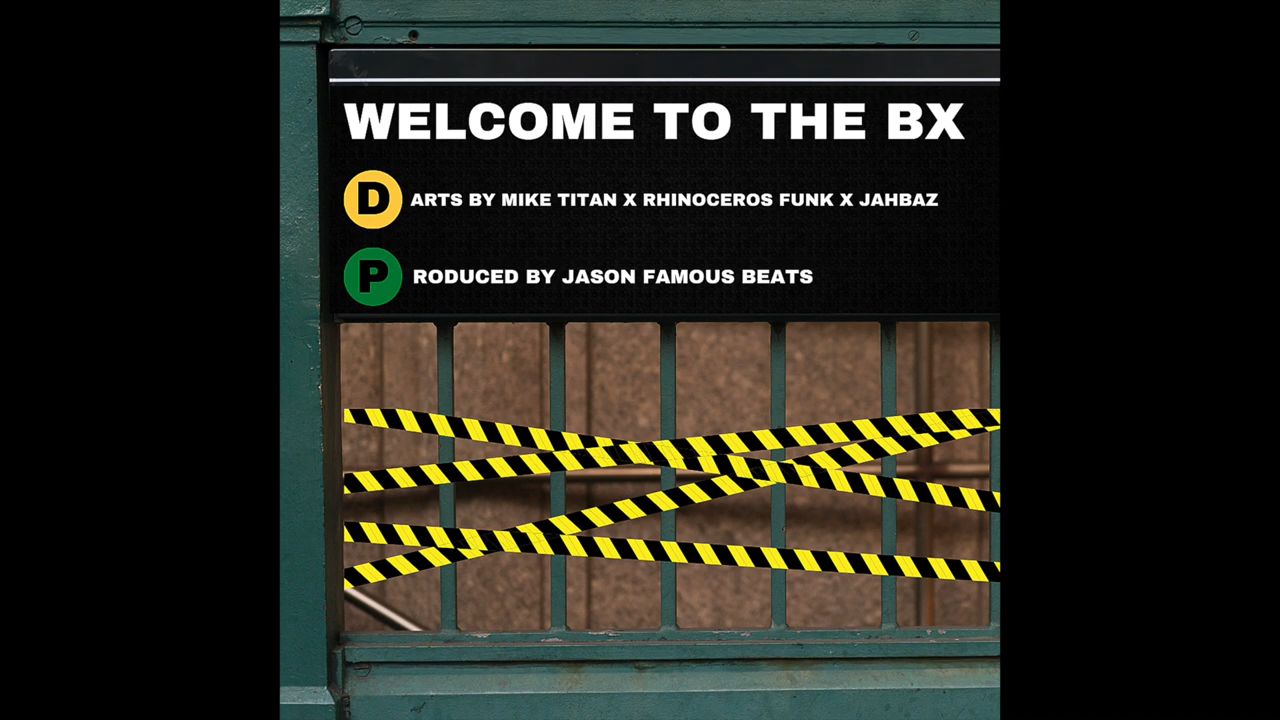 WELCOME TO THE BX
D ARTS BY MIKE TITAN X RHINOCEROS FUNK X JAHBAZ
P RODUCED BY JASON FAMOUS BEATS